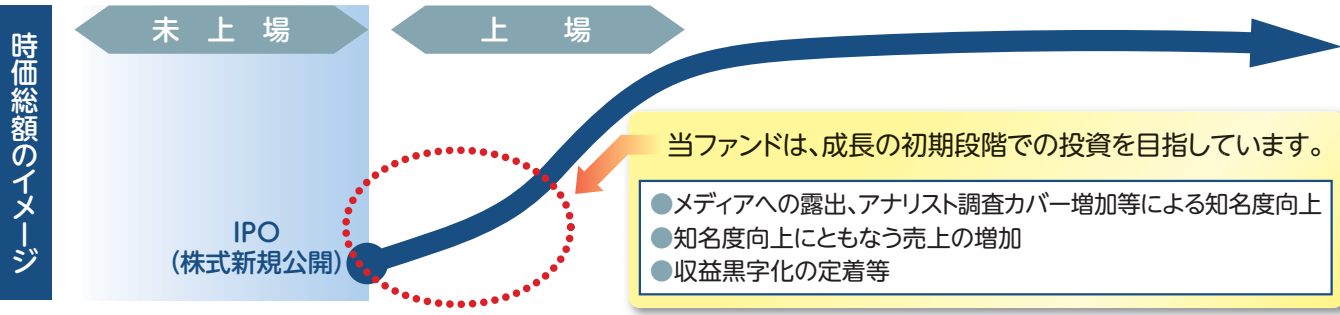 時価総額のイメージ
未上場
上場
IPO
（株式新規公開）
当ファンドは、成長の初期段階での投資を目指しています。
●メディアへの露出、アナリスト調査カバー増加等による知名度向上
●知名度向上にともなう売上の増加
●収益黒字化の定着等